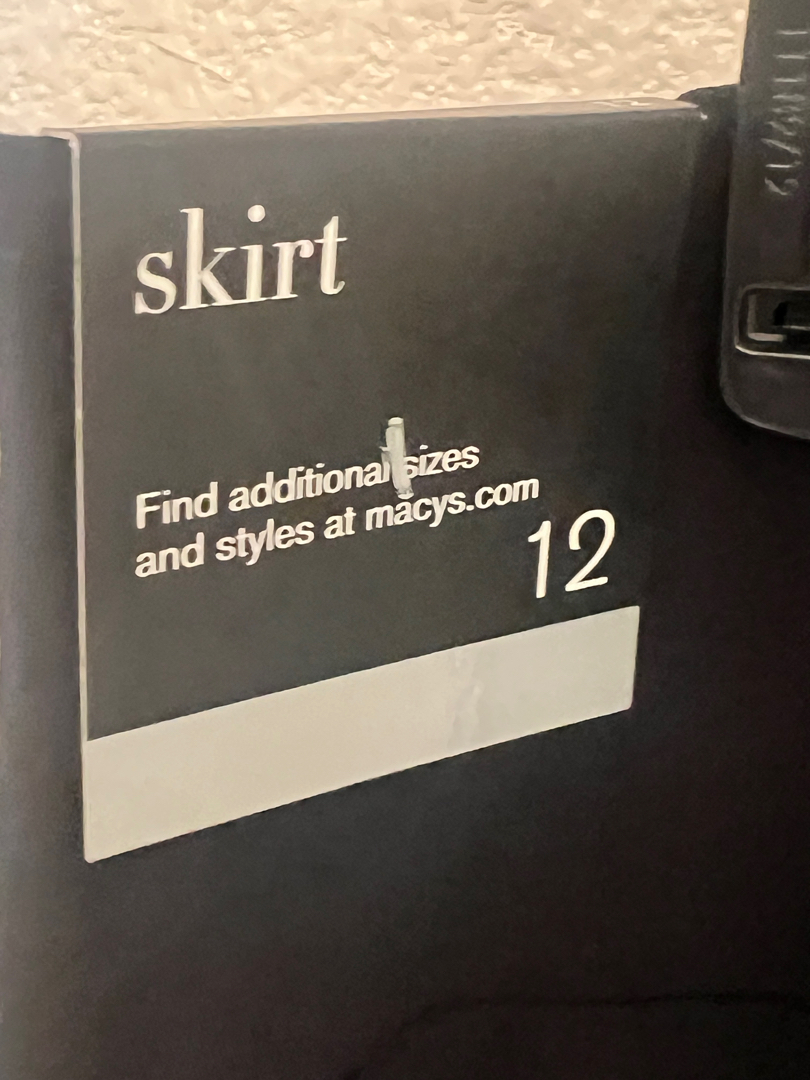 skirt
Find additional sizes
and styles at macys.com
12